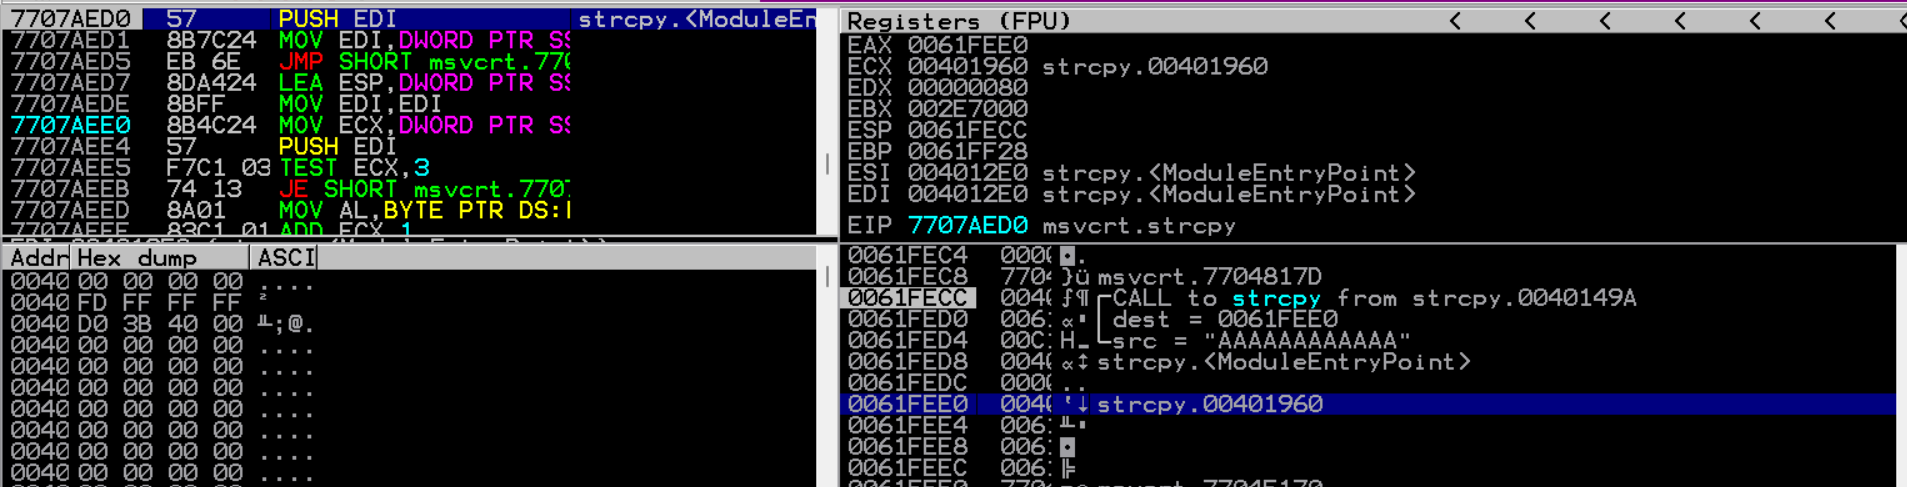 7707AED0 57 PUSH EDI strcpy.<ModuleEn
7707AED1 8B7C24 MOV EDI,DWORD PTR SS
7707AED5 EB 6E JMP SHORT msvcrt.770
7707AED7 8DA424 LEA ESP,DWORD PTR SS
7707AEDE 8BFF MOV EDI,EDI
7707AEE0 8B4C24 MOV ECX,DWORD PTR SS
7707AEE4 57 PUSH EDI
7707AEE5 F7C1 03 TEST ECX,3
7707AEEB 74 13 JE SHORT msvcrt.7707
7707AEED 8A01 MOV AL,BYTE PTR DS:
7707AEEF 83C1 01 ADD ECX,1
Registers (FPU) < < < < < < <
EAX 0061FEE0
ECX 00401960 strcpy.00401960
EDX 00000080
EBX 002E7000
ESP 0061FECC
EBP 0061FF28
ESI 004012E0 strcpy.<ModuleEntryPoint>
EDI 004012E0 strcpy.<ModuleEntryPoint>
EIP 7707AED0 msvcrt.strcpy
Addr Hex dump ASCI
0040 00 00 00 00 ....
0040 FD FF FF FF ²
0040 D0 3B 40 00 ╨;@.
0040 00 00 00 00 ....
0040 00 00 00 00 ....
0040 00 00 00 00 ....
0040 00 00 00 00 ....
0040 00 00 00 00 ....
0040 00 00 00 00 ....
0040 00 00 00 00 ....
0061FEC4 000 .
0061FEC8 770 }ü msvcrt.7704817D
0061FECC 004 CALL to strcpy from strcpy.0040149A
0061FED0 006 dest = 0061FEE0
0061FED4 00C H src = "AAAAAAAAAAAA"
0061FED8 004 strcpy.<ModuleEntryPoint>
0061FEDC 000 ..
0061FEE0 004 strcpy.00401960
0061FEE4 006
0061FEE8 006
0061FEEC 006